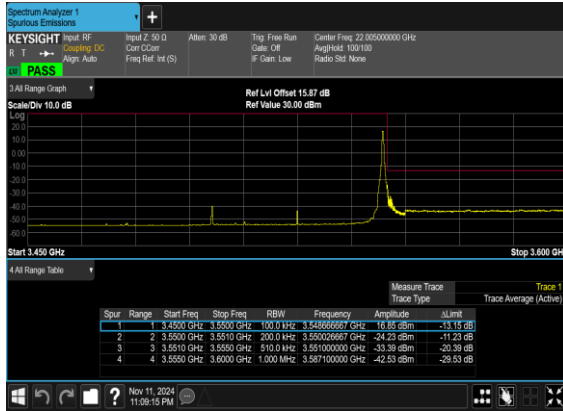 Spectrum Analyzer 1
Spurious Emissions
KEYSIGHT Input: RF Input Z: 50 Ω Atten: 30 dB Trig: Free Run Center Freq: 22.005000000 GHz
R T Coupling: DC Corr CCorr Gate: Off Avg|Hold: 100/100
Align: Auto Freq Ref: Int (S) IF Gain: Low Radio Std: None
PASS
3 All Range Graph
Ref Lvl Offset 15.87 dB
Scale/Div 10.0 dB Ref Value 30.00 dBm
Log
20.0
10.0
0.00
-10.0
-20.0
-30.0
-40.0
-50.0
-60.0
Start 3.450 GHz Stop 3.600 GHz
4 All Range Table
Measure Trace Trace 1
Trace Type Trace Average (Active)
Spur Range Start Freq Stop Freq RBW Frequency Amplitude ΔLimit
1 1 3.4500 GHz 3.5500 GHz 100.0 kHz 3.548666667 GHz 16.85 dBm -13.15 dB
2 2 3.5500 GHz 3.5510 GHz 200.0 kHz 3.550026667 GHz -24.23 dBm -11.23 dB
3 3 3.5510 GHz 3.5550 GHz 510.0 kHz 3.551000000 GHz -33.39 dBm -20.39 dB
4 4 3.5550 GHz 3.6000 GHz 1.000 MHz 3.587100000 GHz -42.53 dBm -29.53 dB
Nov 11, 2024
11:09:15 PM